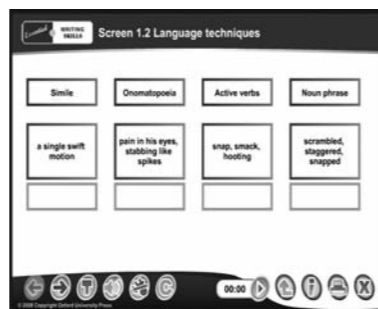 Essential
WRITING
SKILLS
Screen 1.2 Language techniques
Simile
Onomatopoeia
Active verbs
Noun phrase
a single swift
motion
pain in his eyes,
stabbing like
spikes
snap, smack,
hooting
scrambled,
staggered,
snapped
T
C
00:00
i
X
© 2008 Copyright Oxford University Press